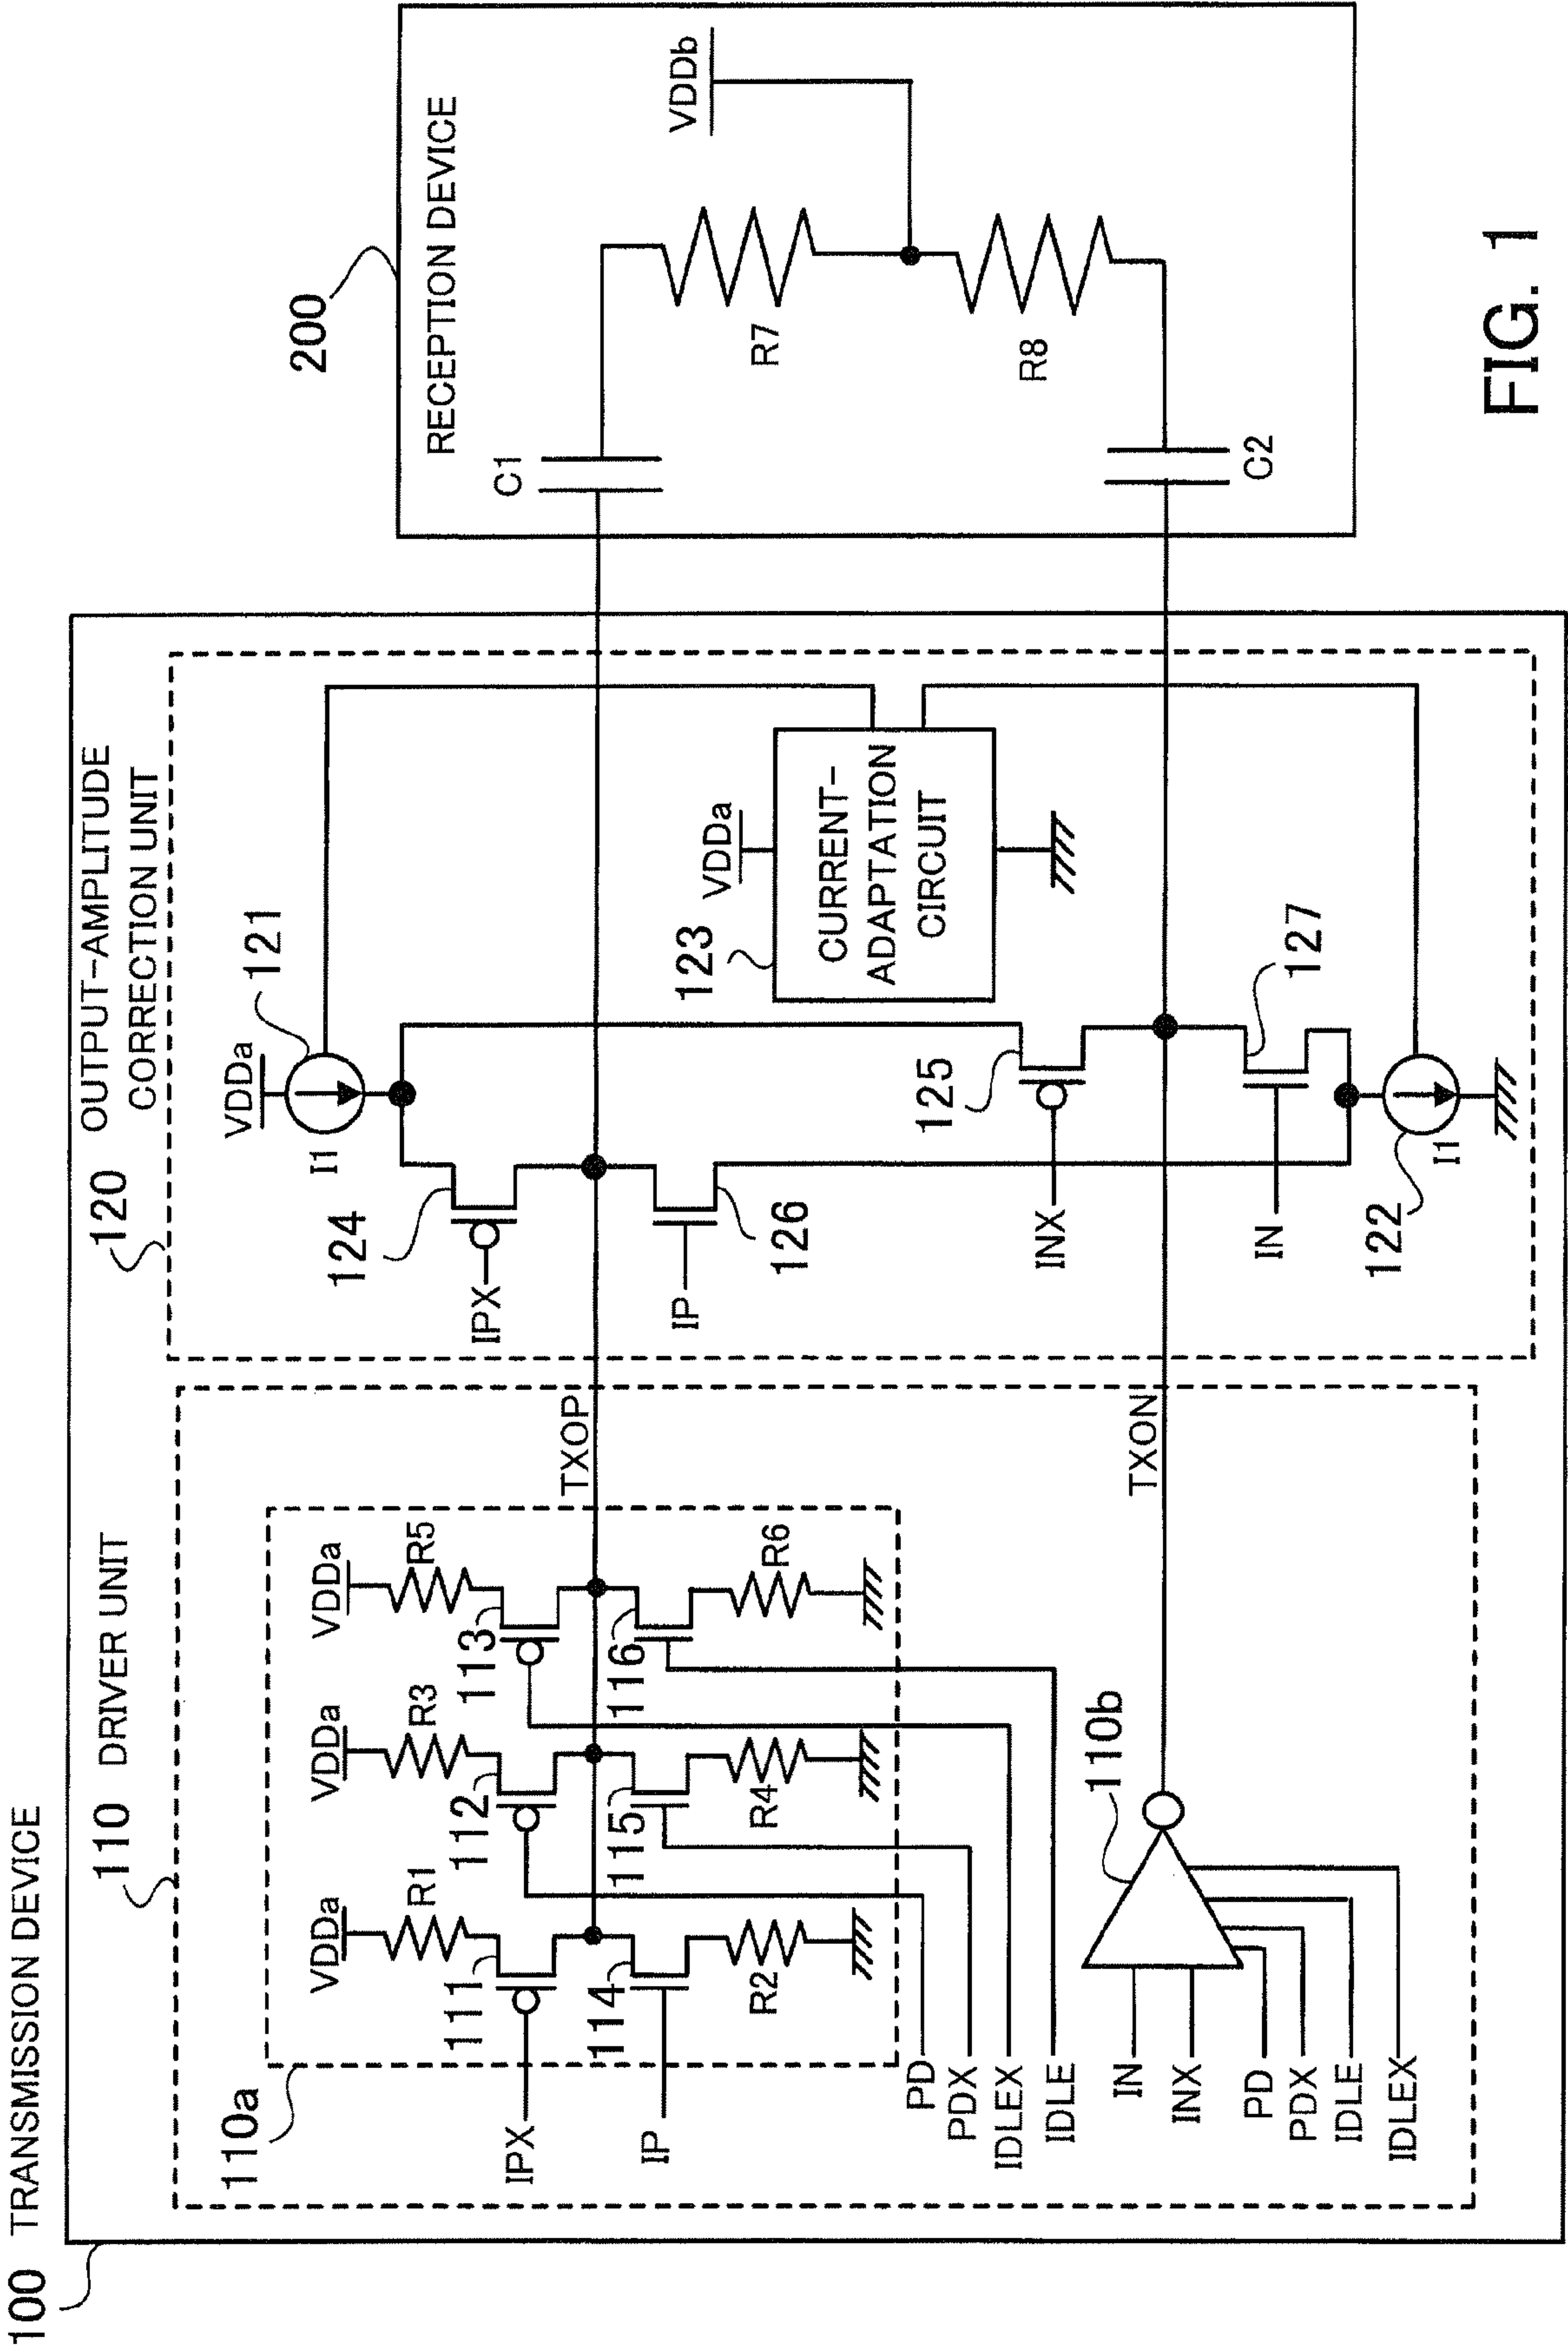 100 TRANSMISSION DEVICE
110 DRIVER UNIT
110a
VDDa
R1
VDDa
R3
VDDa
R5
111
112
113
IPX
114
115
116
IP
R2
R4
R6
TXOP
PD
PDX
IDLEX
IDLE
110b
IN
INX
PD
PDX
IDLE
IDLEX
TXON
120 OUTPUT-AMPLITUDE
CORRECTION UNIT
VDDa
121
I1
124
IPX
126
IP
VDDa
123
CURRENT-
ADAPTATION
CIRCUIT
125
INX
127
IN
122
I1
200
RECEPTION DEVICE
C1
VDDb
R7
R8
C2
FIG. 1